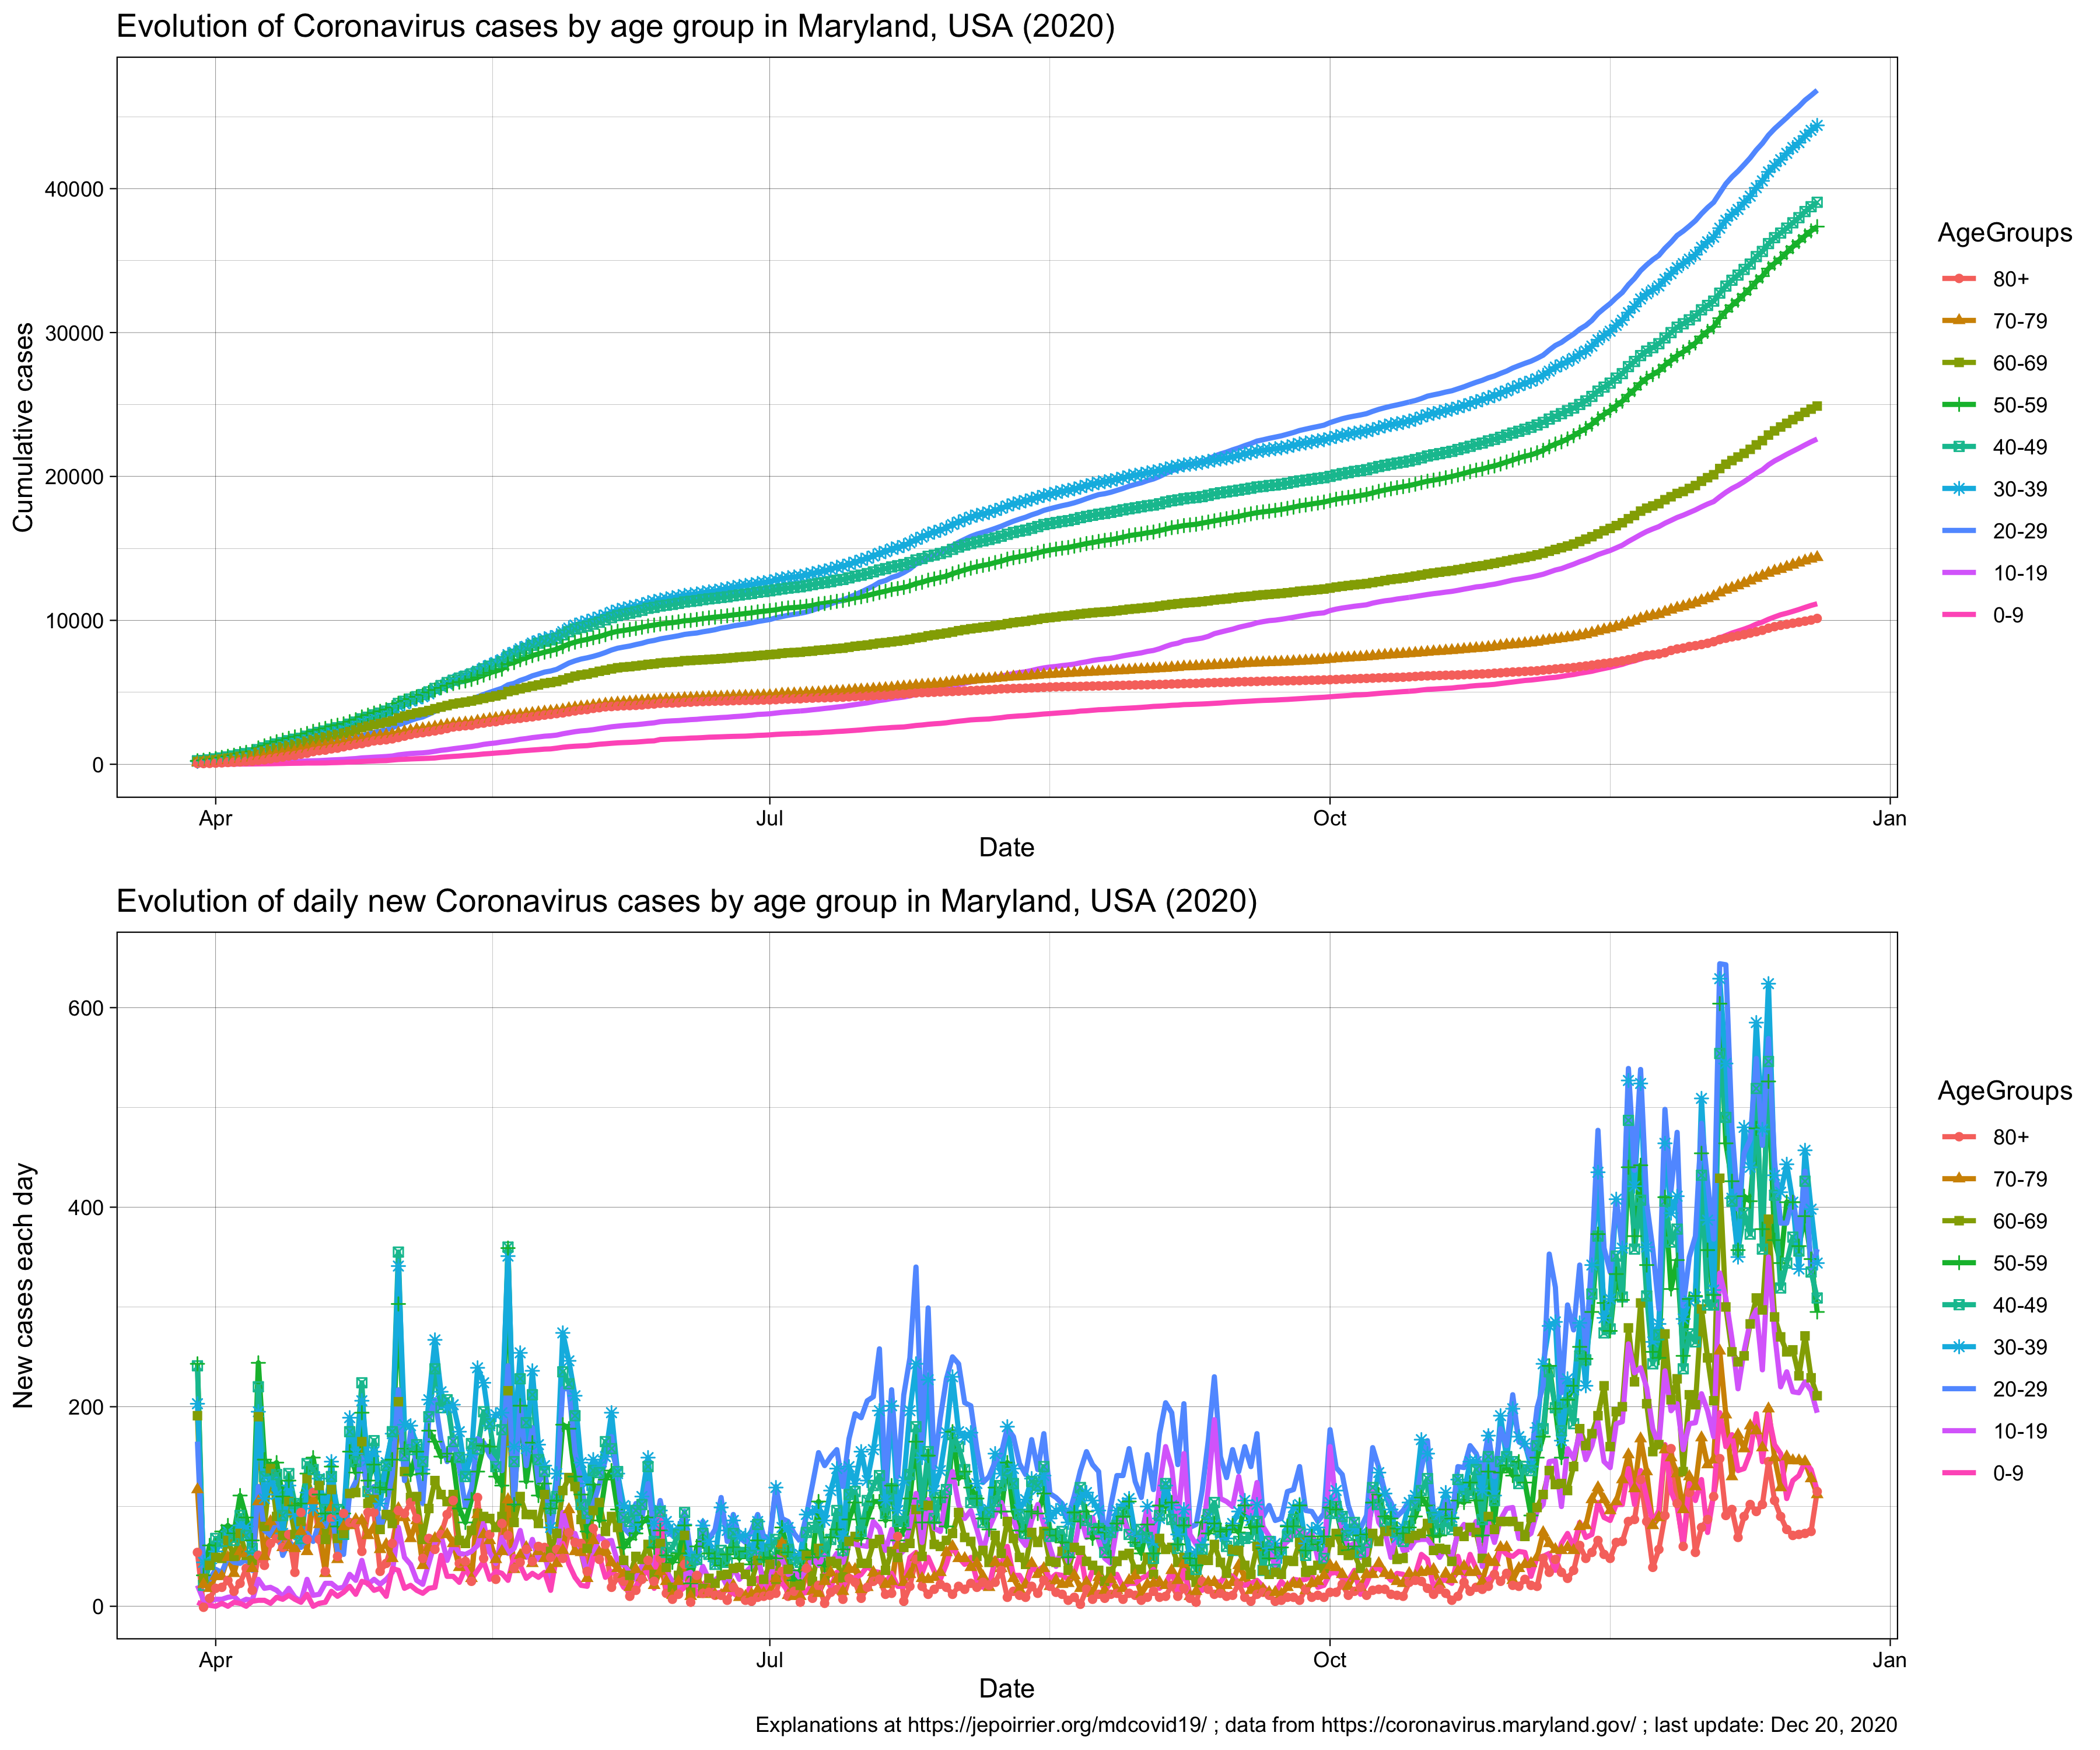 Evolution of Coronavirus cases by age group in Maryland, USA (2020)
Cumulative cases
40000
30000
20000
10000
0
Apr
Jul
Oct
Jan
Date
AgeGroups
80+
70-79
60-69
50-59
40-49
30-39
20-29
10-19
0-9
Evolution of daily new Coronavirus cases by age group in Maryland, USA (2020)
New cases each day
600
400
200
0
Apr
Jul
Oct
Jan
Date
AgeGroups
80+
70-79
60-69
50-59
40-49
30-39
20-29
10-19
0-9
Explanations at https://jepoirrier.org/mdcovid19/ ; data from https://coronavirus.maryland.gov/ ; last update: Dec 20, 2020